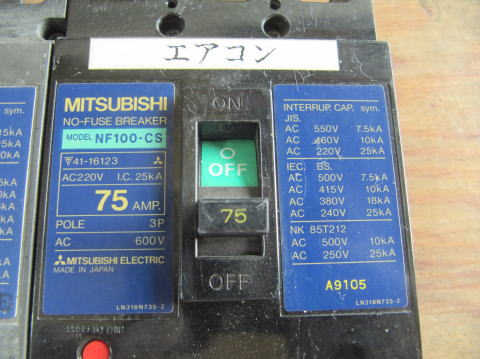 エアコン
MITSUBISHI
NO-FUSE BREAKER
MODEL NF100-CS
41-16123
AC220V I.C. 25kA
75 AMP.
POLE 3P
AC 600V
MITSUBISHI ELECTRIC
MADE IN JAPAN
LN318N735-2
ON
OFF
75
OFF
INTERRUP. CAP. sym.
JIS.
AC 550V 7.5kA
AC 460V 10kA
AC 220V 25kA
IEC. BS.
AC 500V 7.5kA
AC 415V 10kA
AC 380V 18kA
AC 240V 25kA
NK 85T212
AC 500V 10kA
AC 250V .25kA
A9105
LN318N735-2
sym.